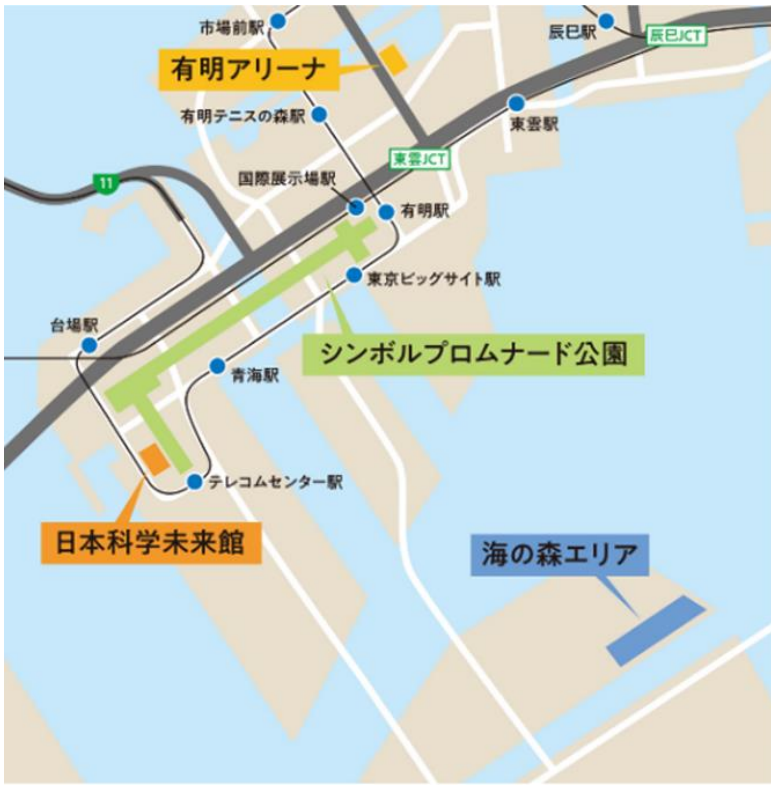 市場前駅
辰巳駅
辰巳JCT
有明アリーナ
有明テニスの森駅
東雲駅
東雲JCT
11
国際展示場駅
有明駅
東京ビッグサイト駅
台場駅
シンボルプロムナード公園
青海駅
テレコムセンター駅
日本科学未来館
海の森エリア